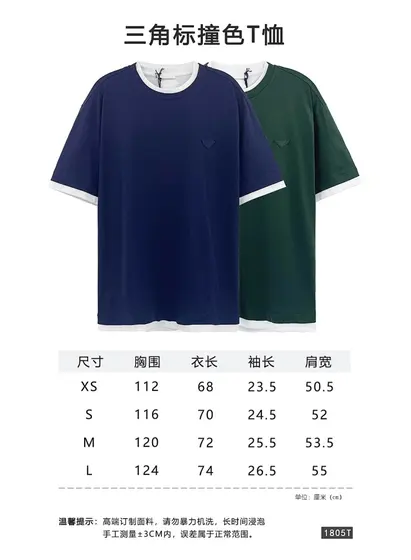 三角标撞色T恤
尺寸 胸围 衣长 袖长 肩宽
XS 112 68 23.5 50.5
S 116 70 24.5 52
M 120 72 25.5 53.5
L 124 74 26.5 55
单位：厘米（cm）
温馨提示：高端订制面料，请勿暴力机洗，长时间浸泡
手工测量±3CM内，误差属于正常范围。
1805T